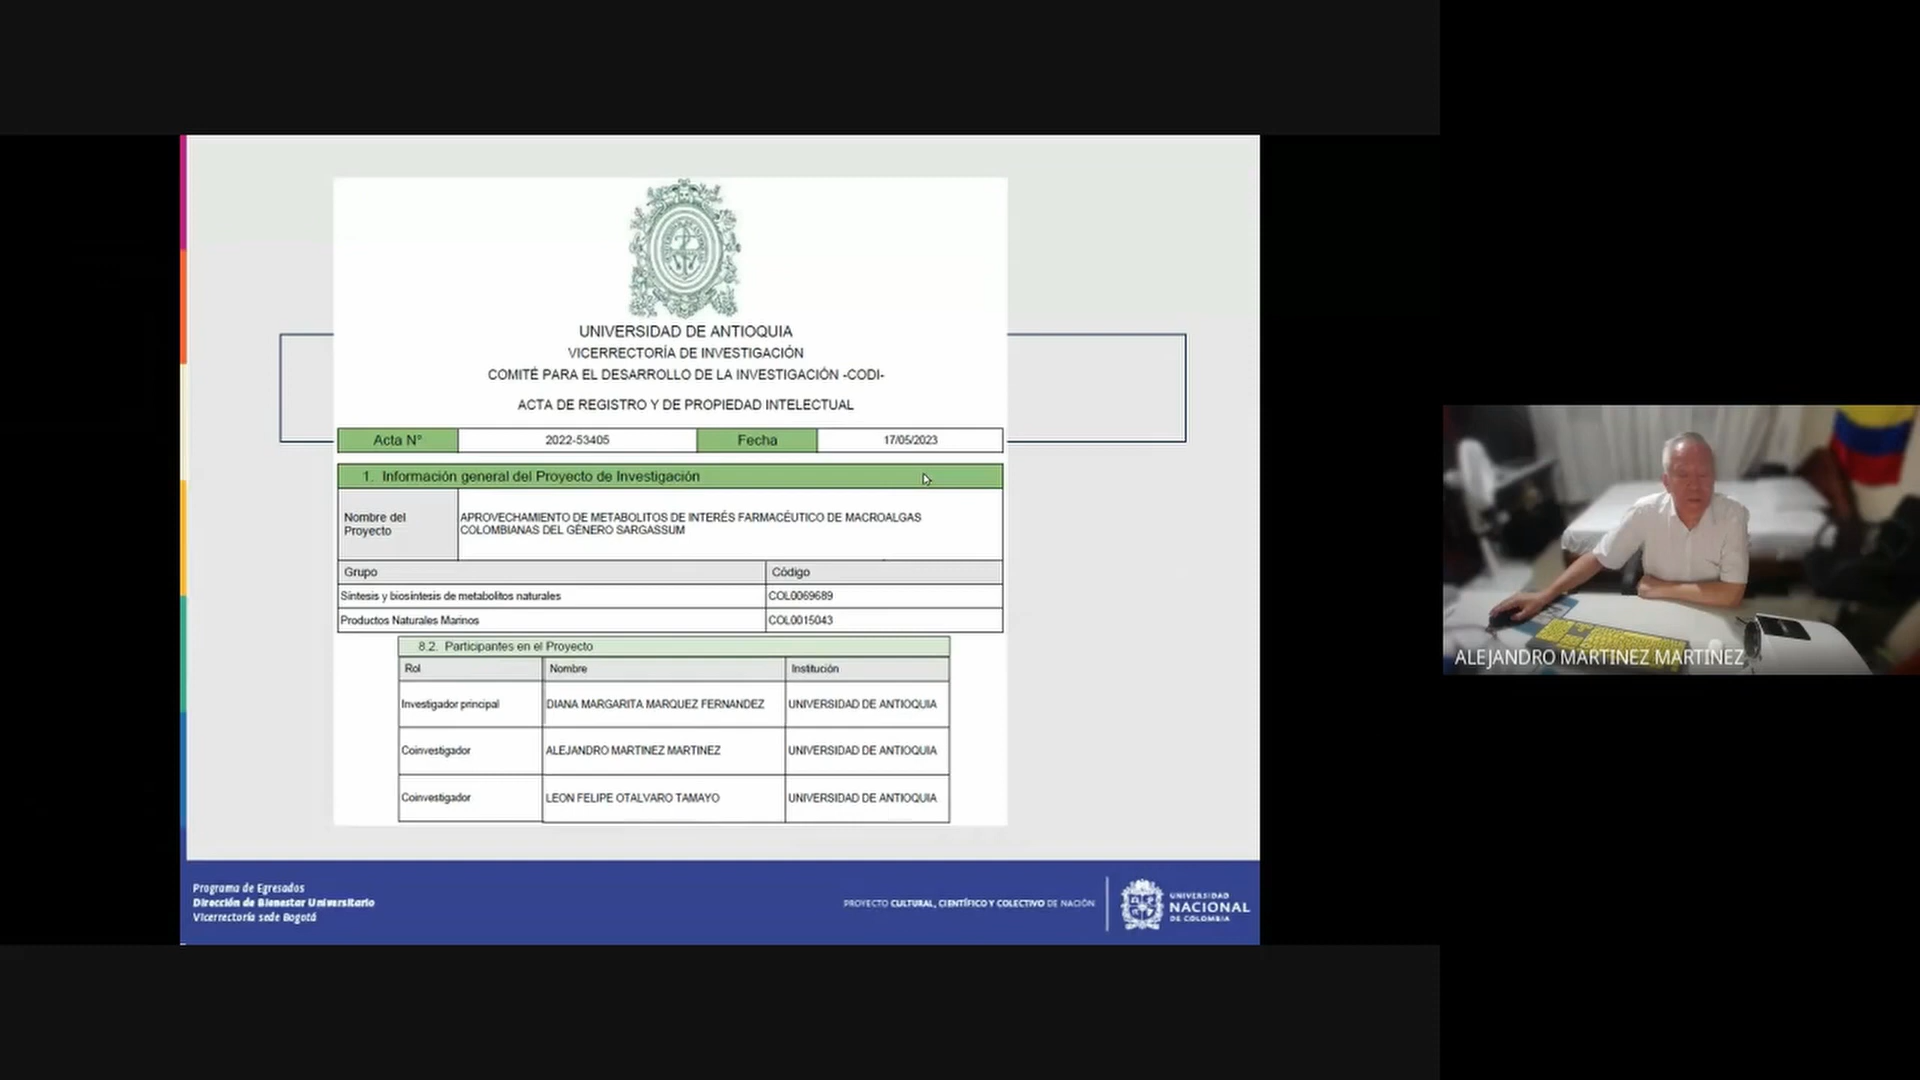 UNIVERSIDAD DE ANTIOQUIA
VICERRECTORÍA DE INVESTIGACIÓN
COMITÉ PARA EL DESARROLLO DE LA INVESTIGACIÓN -CODI-
ACTA DE REGISTRO Y DE PROPIEDAD INTELECTUAL
Acta N° 2022-53405 Fecha 17/05/2023
1. Información general del Proyecto de Investigación
Nombre del Proyecto
APROVECHAMIENTO DE METABOLITOS DE INTERÉS FARMACÉUTICO DE MACROALGAS
COLOMBIANAS DEL GÉNERO SARGASSUM
Grupo Código
Síntesis y biosíntesis de metabolitos naturales COL0069689
Productos Naturales Marinos COL0015043
8.2. Participantes en el Proyecto
Rol Nombre Institución
Investigador principal DIANA MARGARITA MARQUEZ FERNANDEZ UNIVERSIDAD DE ANTIOQUIA
Coinvestigador ALEJANDRO MARTINEZ MARTINEZ UNIVERSIDAD DE ANTIOQUIA
Coinvestigador LEON FELIPE OTALVARO TAMAYO UNIVERSIDAD DE ANTIOQUIA
Programa de Egresados
Dirección de Bienestar Universitario
Vicerrectoría sede Bogotá
PROYECTO CULTURAL, CIENTÍFICO Y COLECTIVO DE NACIÓN
UNIVERSIDAD
NACIONAL
DE COLOMBIA
ALEJANDRO MARTINEZ MARTINEZ